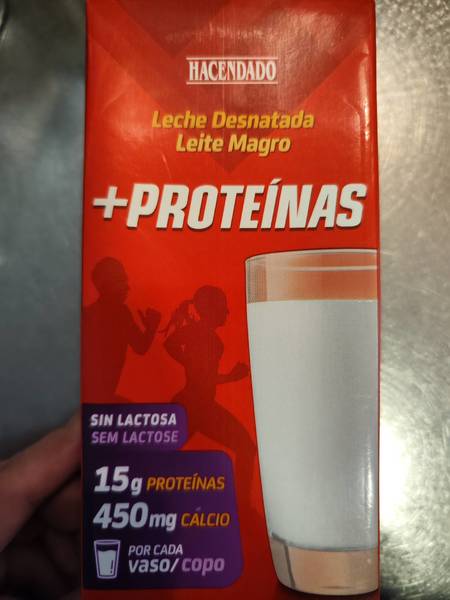 HACENDADO
Leche Desnatada
Leite Magro
+PROTEÍNAS
SIN LACTOSA
SEM LACTOSE
15g PROTEÍNAS
450mg CÁLCIO
POR CADA
vaso/copo